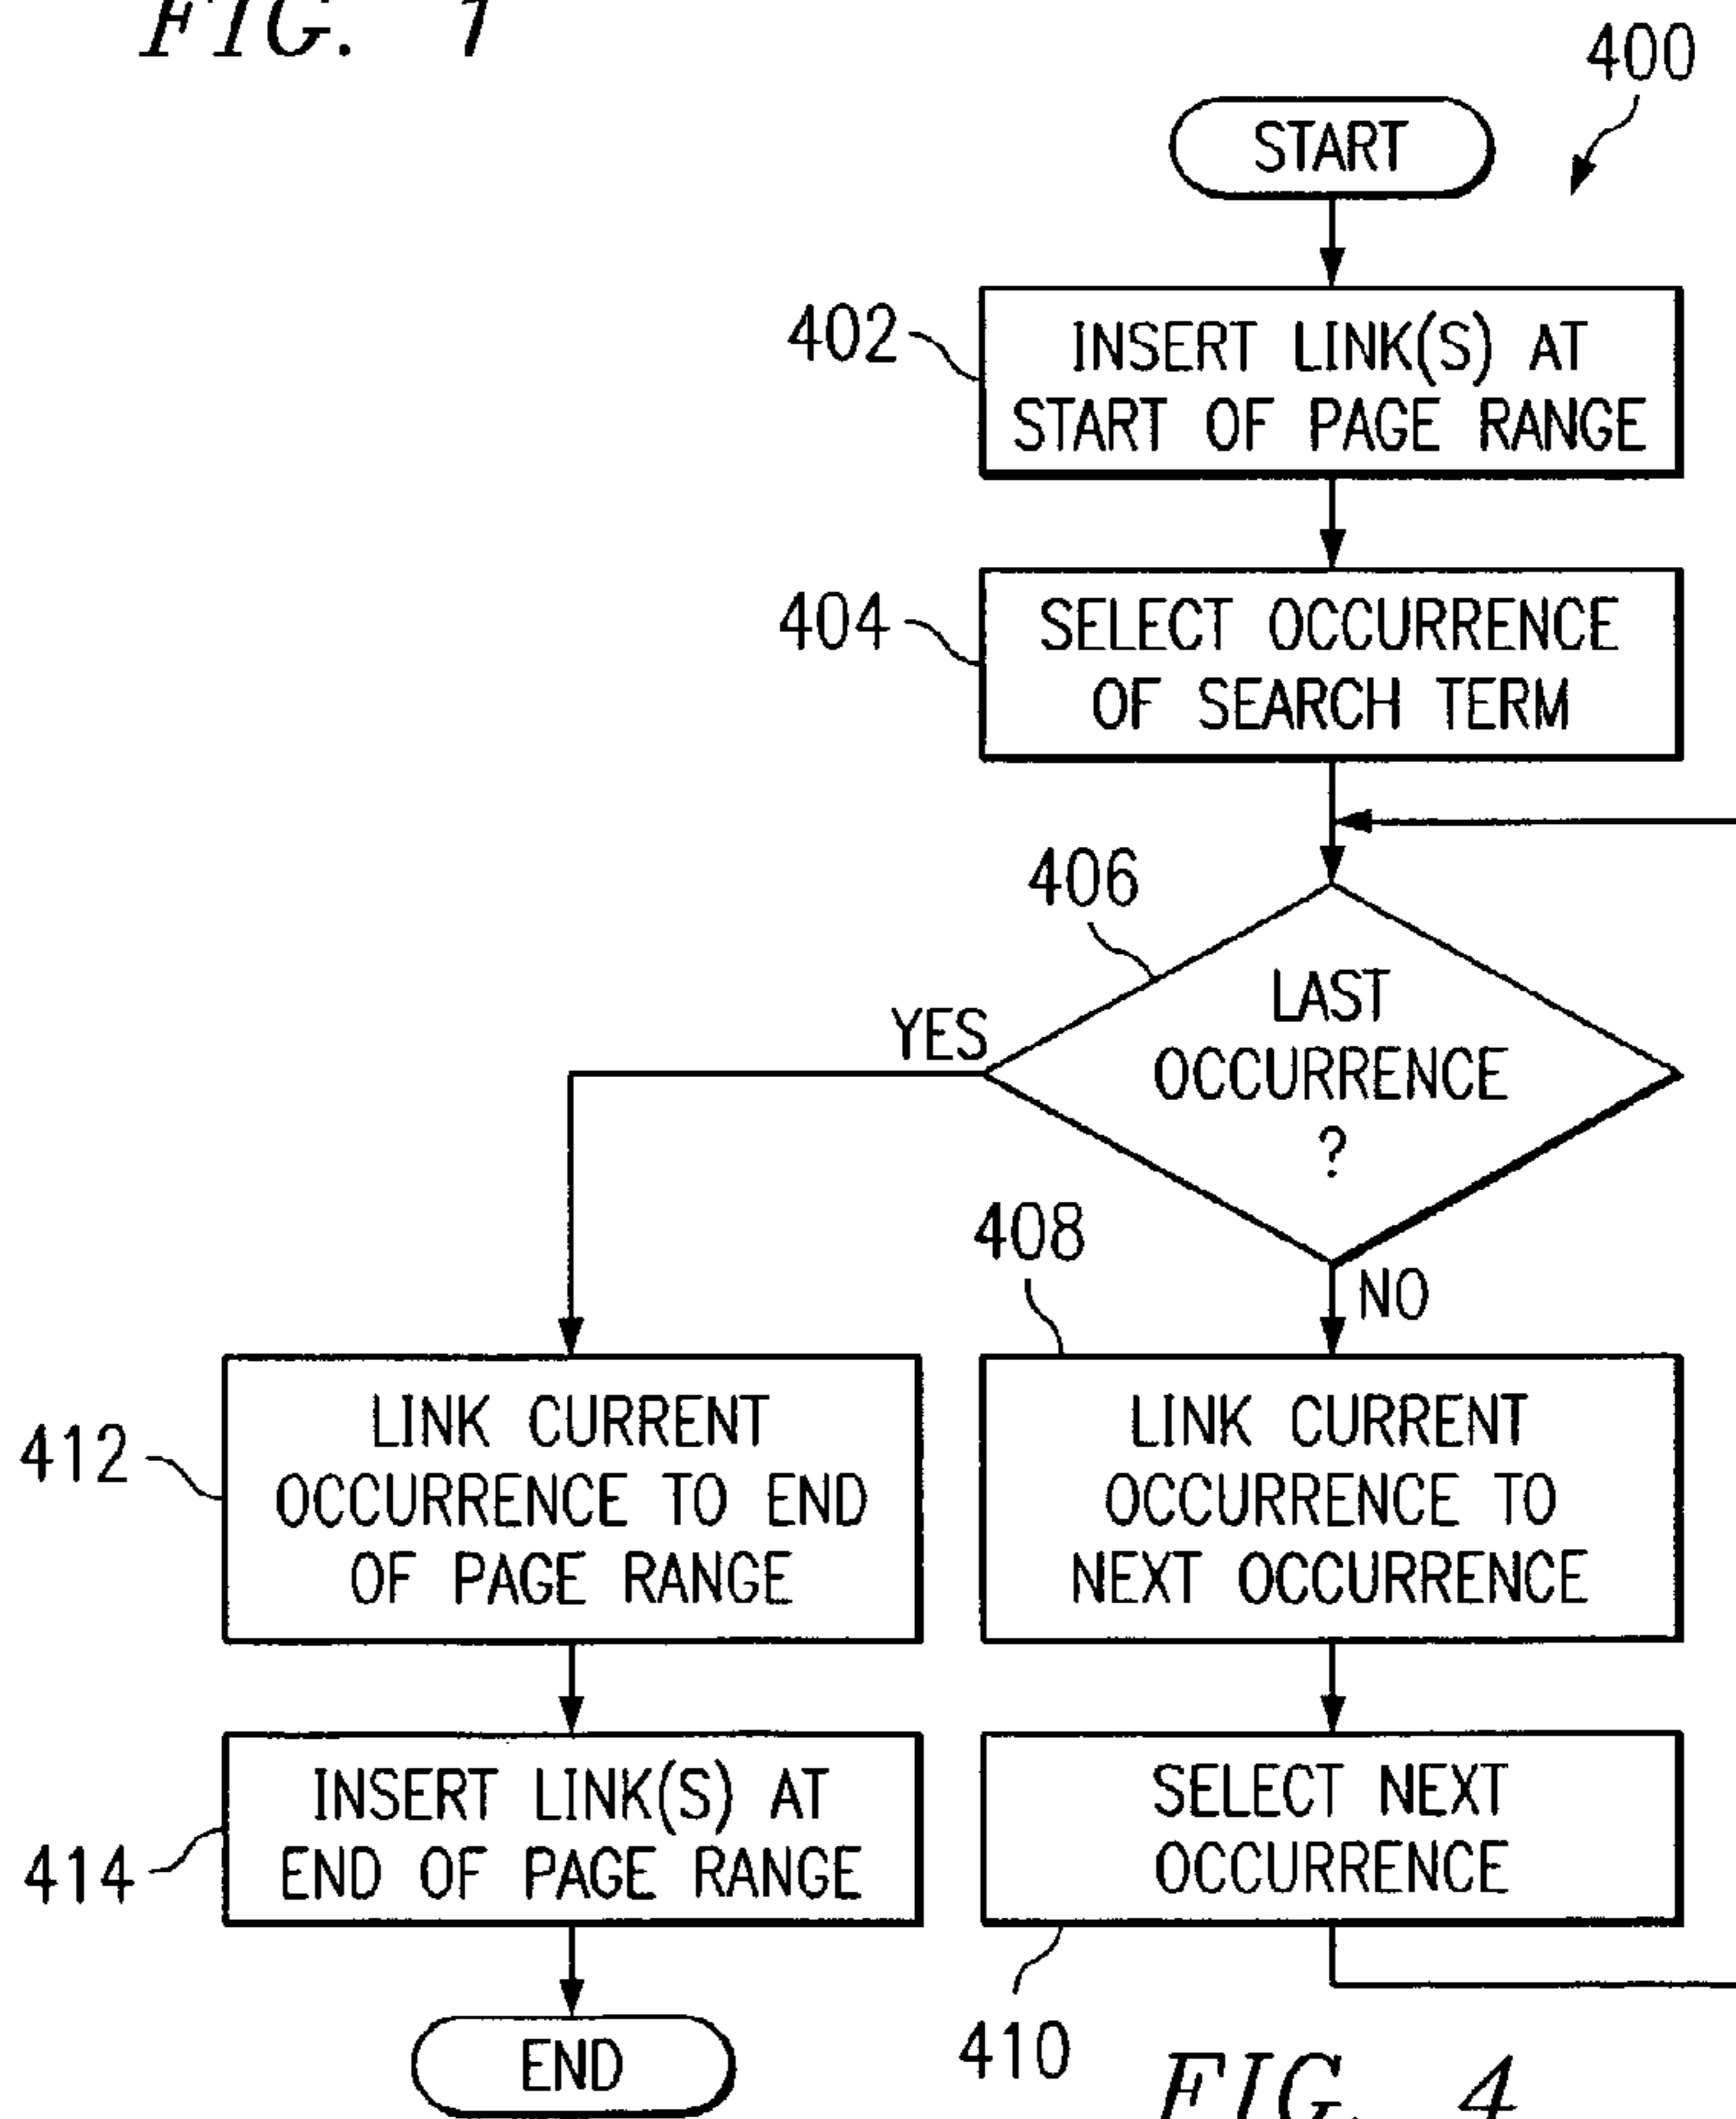 FIG. 1
400
START
402
INSERT LINK(S) AT
START OF PAGE RANGE
404
SELECT OCCURRENCE
OF SEARCH TERM
406
LAST
OCCURRENCE
?
YES
NO
408
LINK CURRENT
OCCURRENCE TO
NEXT OCCURRENCE
412
LINK CURRENT
OCCURRENCE TO END
OF PAGE RANGE
414
INSERT LINK(S) AT
END OF PAGE RANGE
SELECT NEXT
OCCURRENCE
410
END
FIG. 4